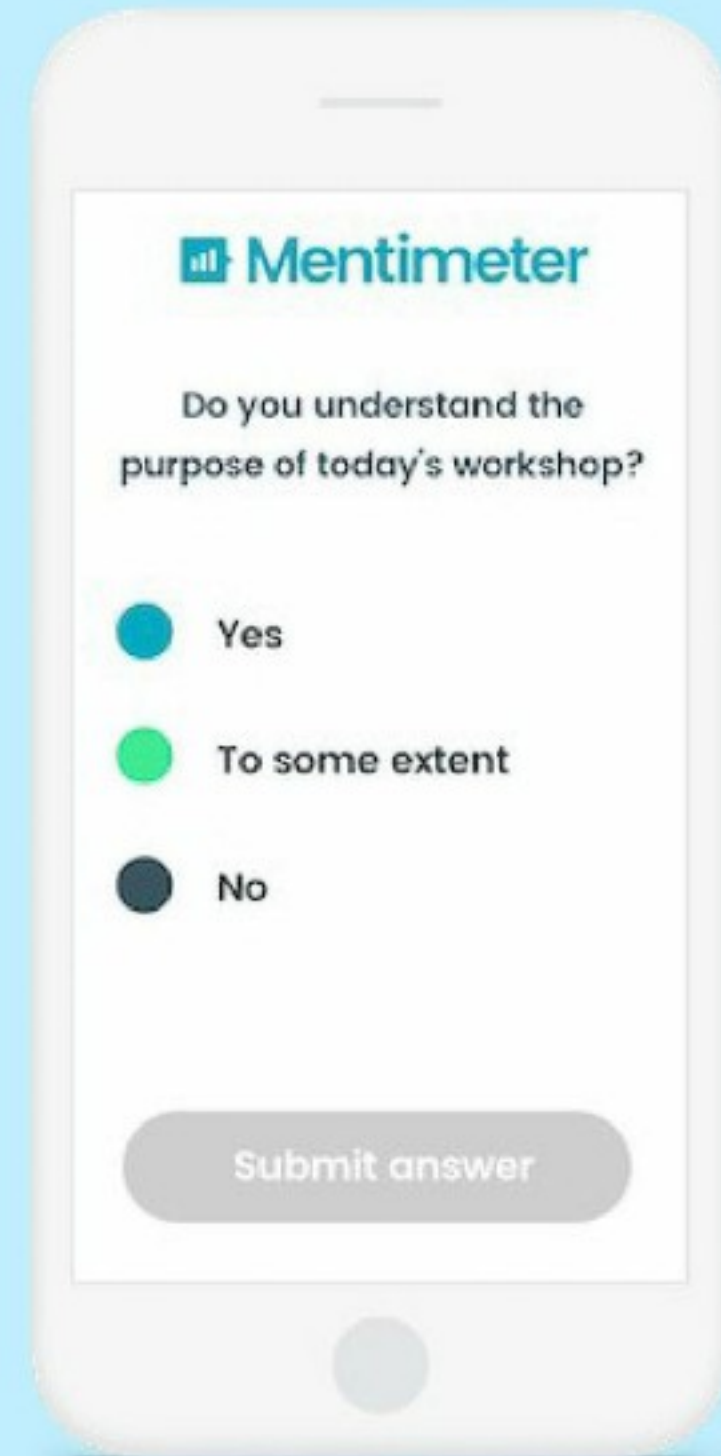 Mentimeter
Do you understand the
purpose of today's workshop?
Yes
To some extent
No
Submit answer